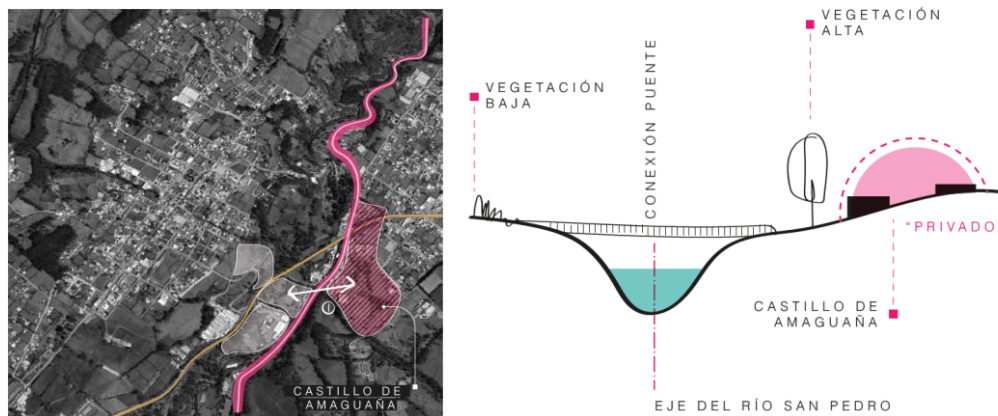 CASTILLO DE
AMAGUAÑA
VEGETACIÓN
BAJA
CONEXIÓN PUENTE
VEGETACIÓN
ALTA
"PRIVADO
CASTILLO DE
AMAGUAÑA
EJE DEL RÍO SAN PEDRO